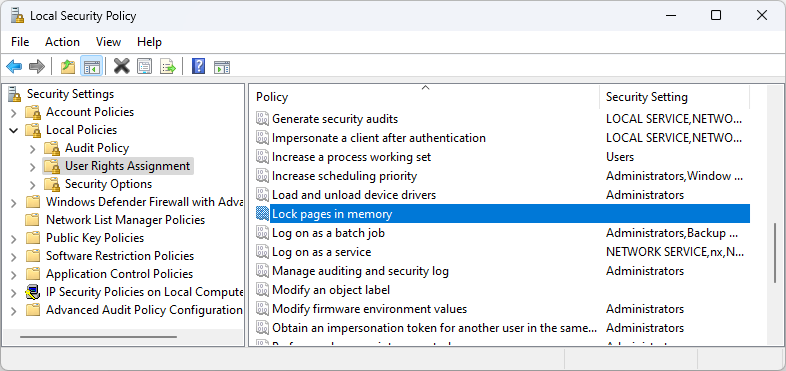 Local Security Policy
File Action View Help
Security Settings
Account Policies
Local Policies
Audit Policy
User Rights Assignment
Security Options
Windows Defender Firewall with Adva
Network List Manager Policies
Public Key Policies
Software Restriction Policies
Application Control Policies
IP Security Policies on Local Compute
Advanced Audit Policy Configuration
Policy Security Setting
Generate security audits LOCAL SERVICE,NETWO...
Impersonate a client after authentication LOCAL SERVICE,NETWO...
Increase a process working set Users
Increase scheduling priority Administrators,Window ...
Load and unload device drivers Administrators
Lock pages in memory
Log on as a batch job Administrators,Backup ...
Log on as a service NETWORK SERVICE,nx,N...
Manage auditing and security log Administrators
Modify an object label
Modify firmware environment values Administrators
Obtain an impersonation token for another user in the same... Administrators